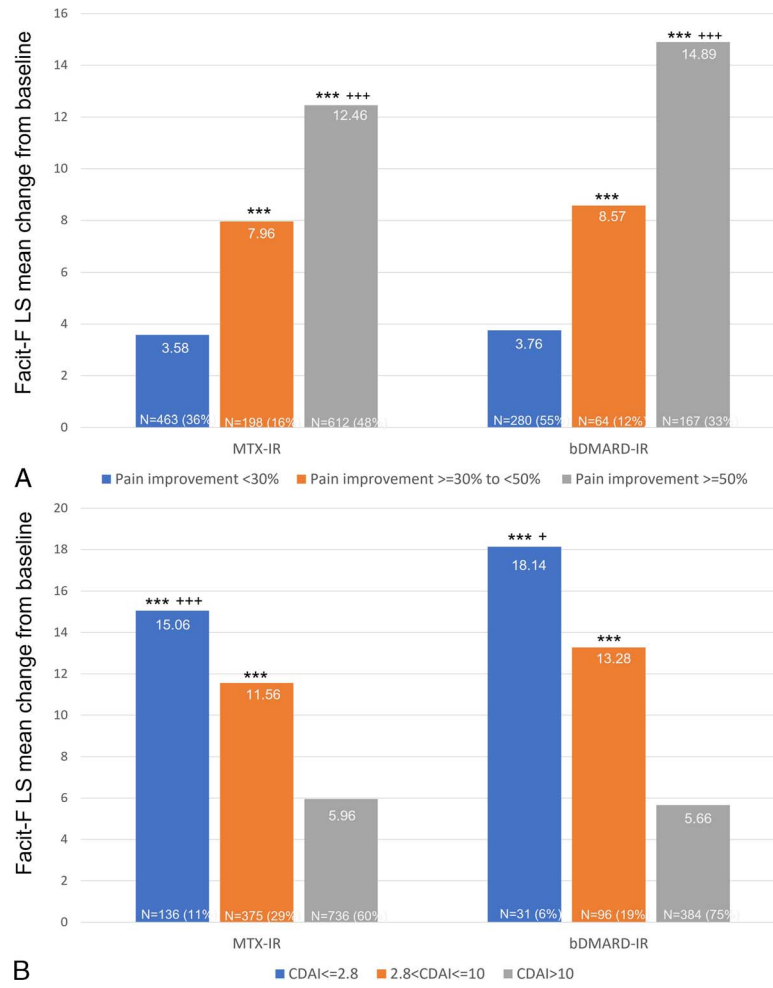 Facit-F LS mean change from baseline
16
14
12
10
8
6
4
2
0
*** +++
12.46
***
7.96
3.58
N=463 (36%)
N=198 (16%)
N=612 (48%)
MTX-IR
*** +++
14.89
***
8.57
3.76
N=280 (55%)
N=64 (12%)
N=167 (33%)
bDMARD-IR
A
Pain improvement <30%
Pain improvement >=30% to <50%
Pain improvement >=50%
Facit-F LS mean change from baseline
20
18
16
14
12
10
8
6
4
2
0
*** +++
15.06
***
11.56
5.96
N=136 (11%)
N=375 (29%)
N=736 (60%)
MTX-IR
*** +
18.14
***
13.28
5.66
N=31 (6%)
N=96 (19%)
N=384 (75%)
bDMARD-IR
B
CDAI<=2.8
2.8<CDAI<=10
CDAI>10